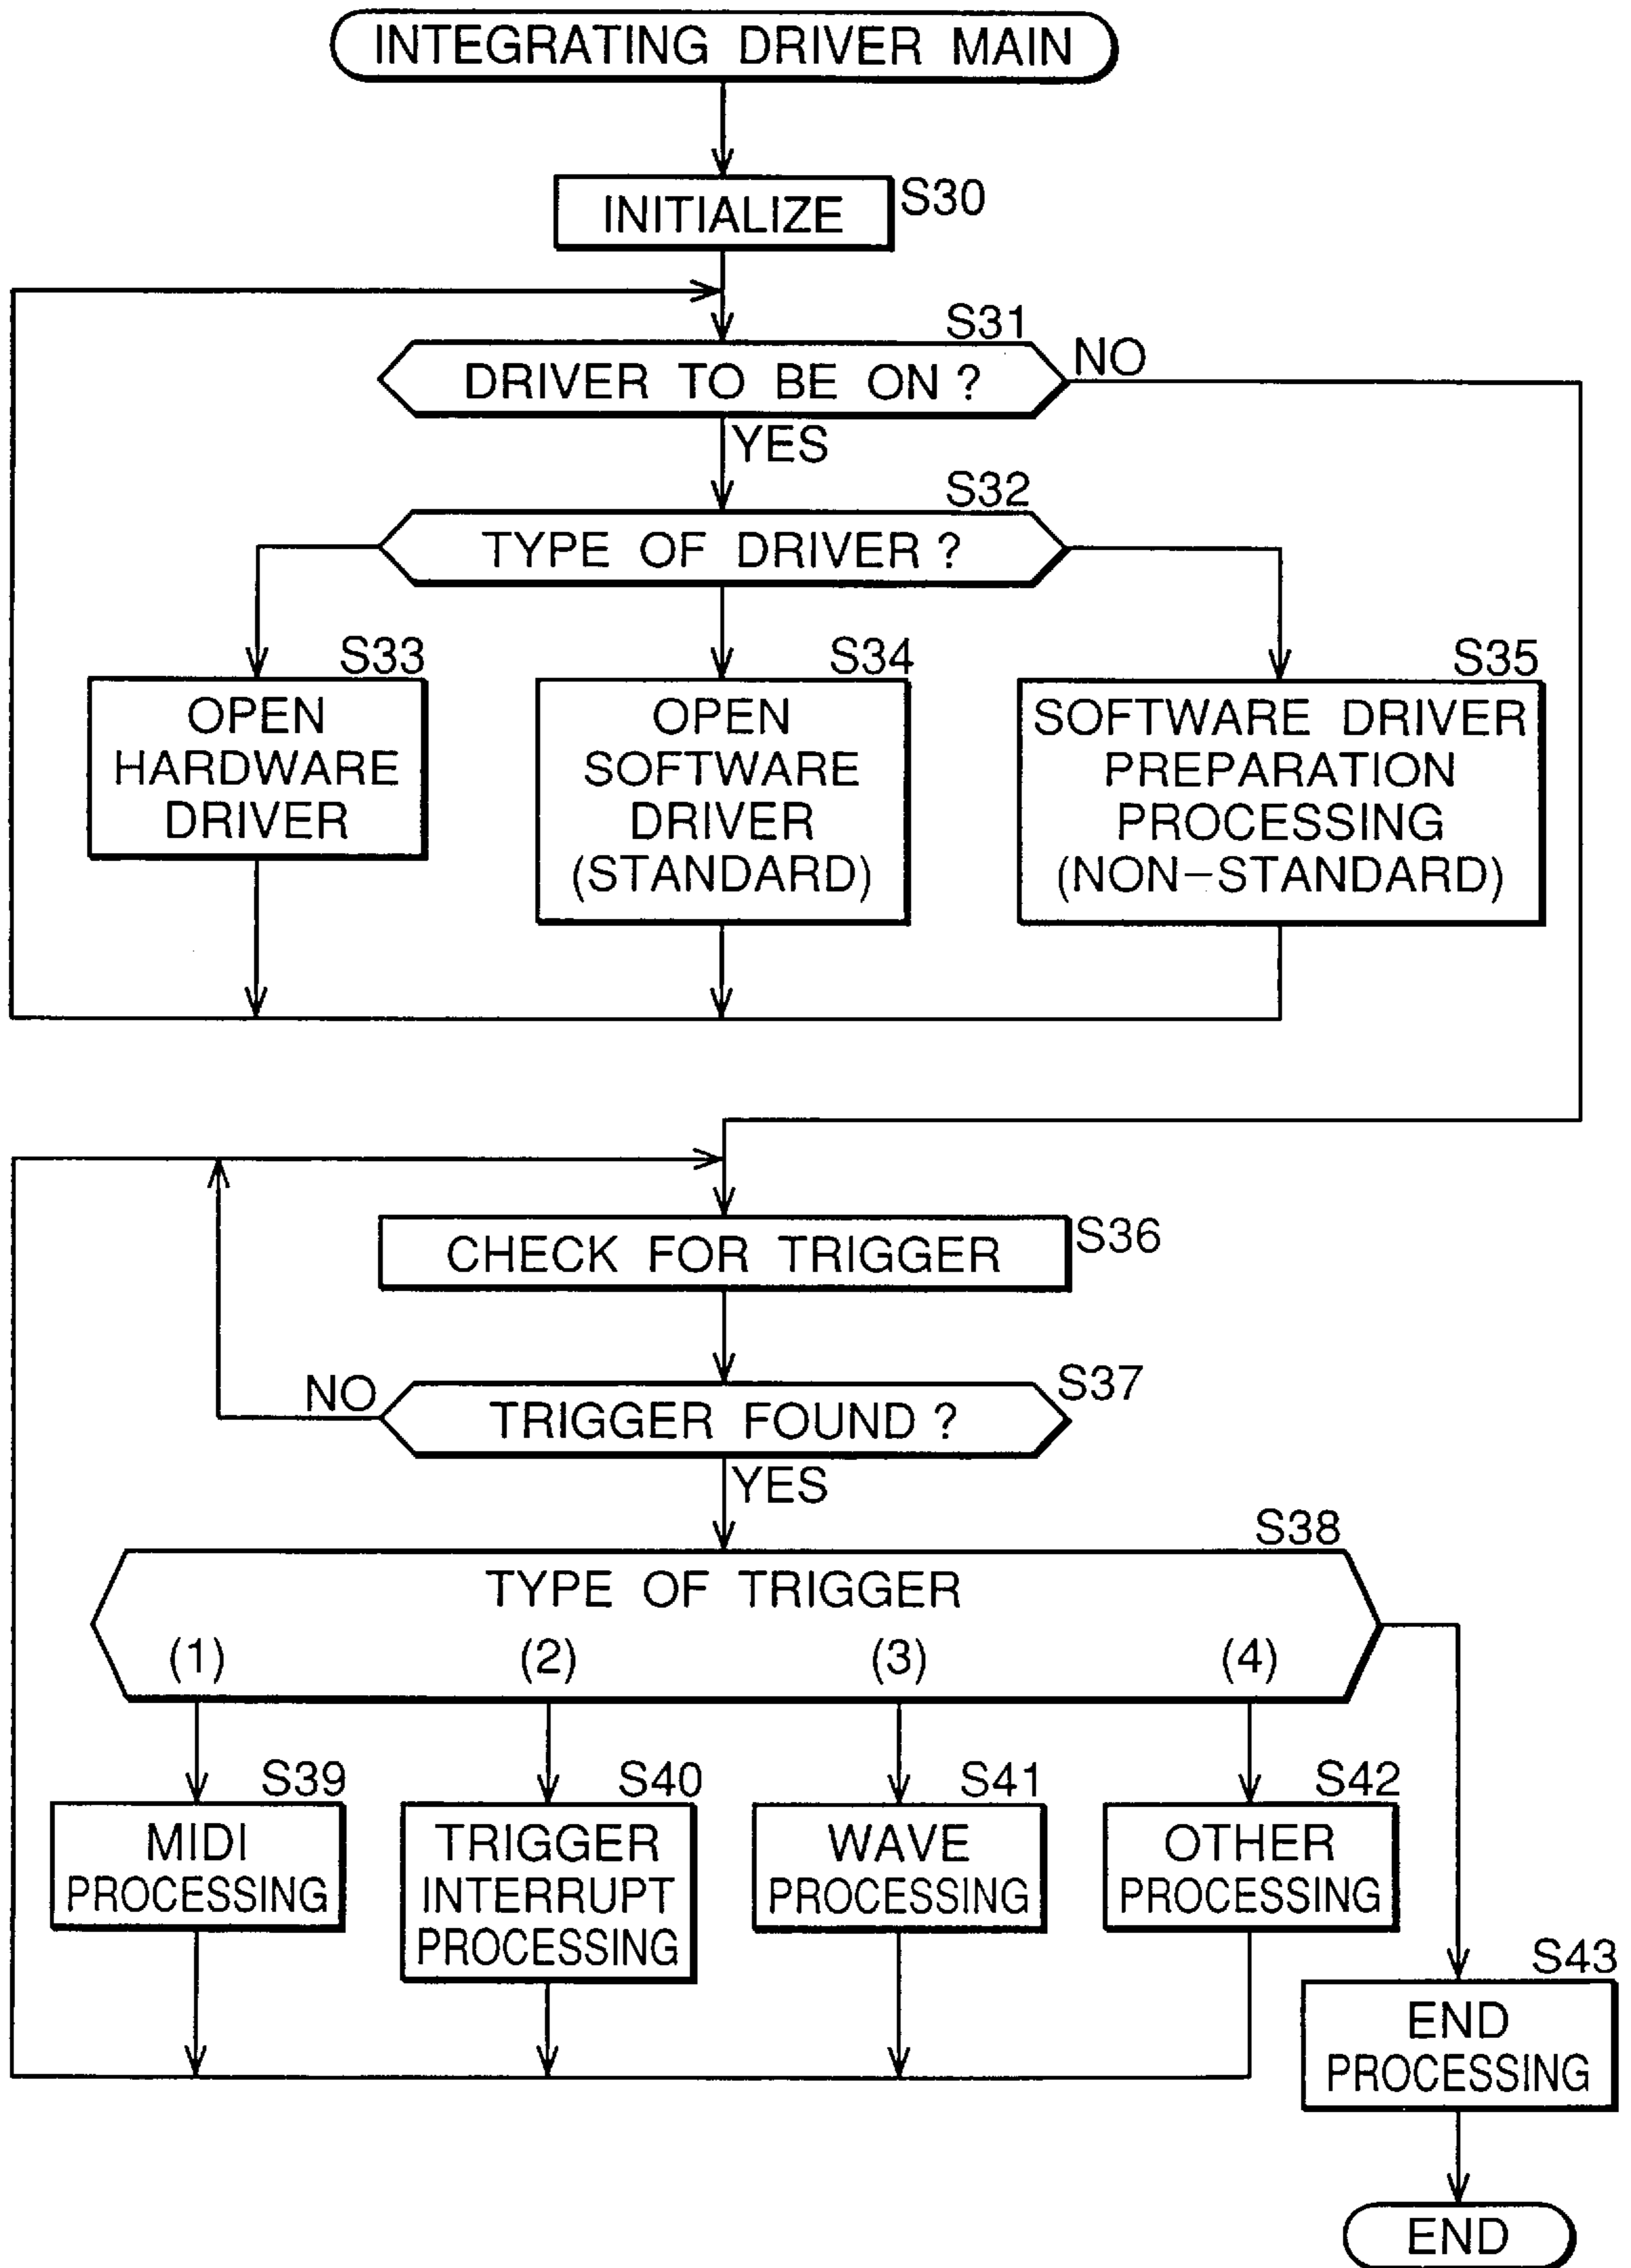 INTEGRATING DRIVER MAIN
S30
INITIALIZE
S31
DRIVER TO BE ON ?
NO
YES
S32
TYPE OF DRIVER ?
S33
OPEN
HARDWARE
DRIVER
S34
OPEN
SOFTWARE
DRIVER
(STANDARD)
S35
SOFTWARE DRIVER
PREPARATION
PROCESSING
(NON-STANDARD)
CHECK FOR TRIGGER
S36
NO
TRIGGER FOUND ?
S37
YES
S38
TYPE OF TRIGGER
(1) (2) (3) (4)
S39
MIDI
PROCESSING
S40
TRIGGER
INTERRUPT
PROCESSING
S41
WAVE
PROCESSING
S42
OTHER
PROCESSING
S43
END
PROCESSING
END